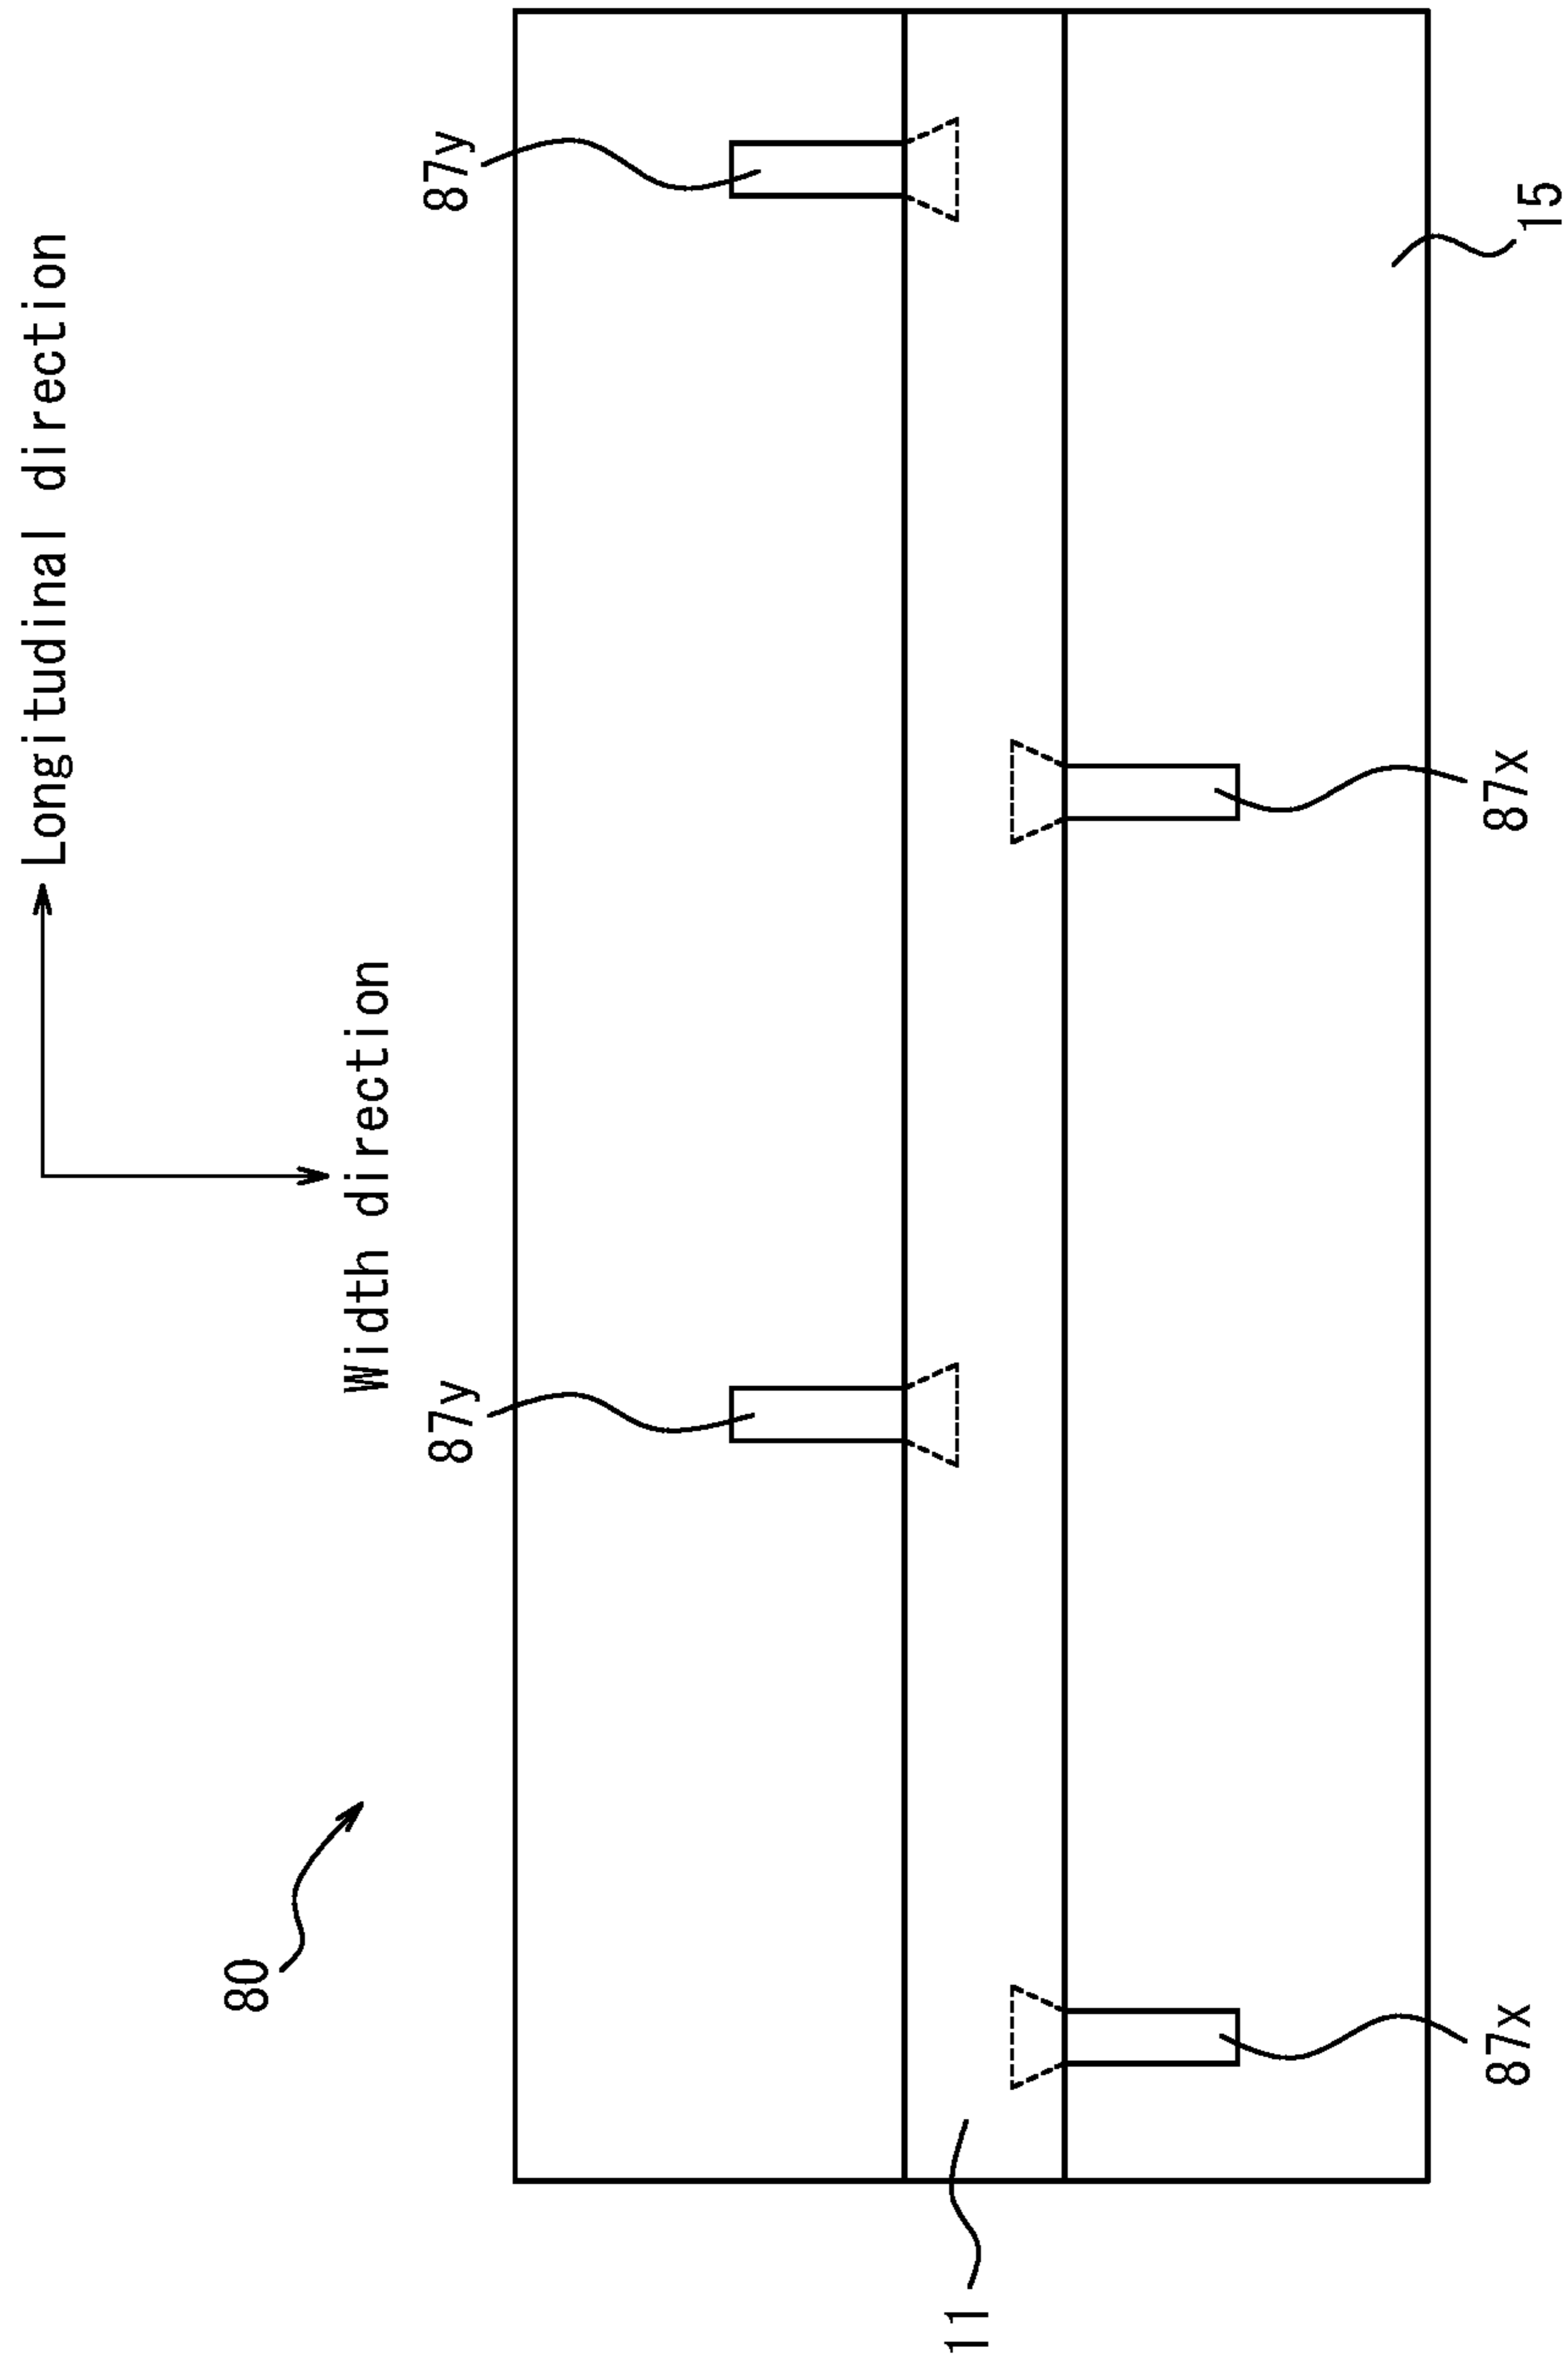 Longitudinal direction
Width direction
80
87y
87y
11
87x
87x
15